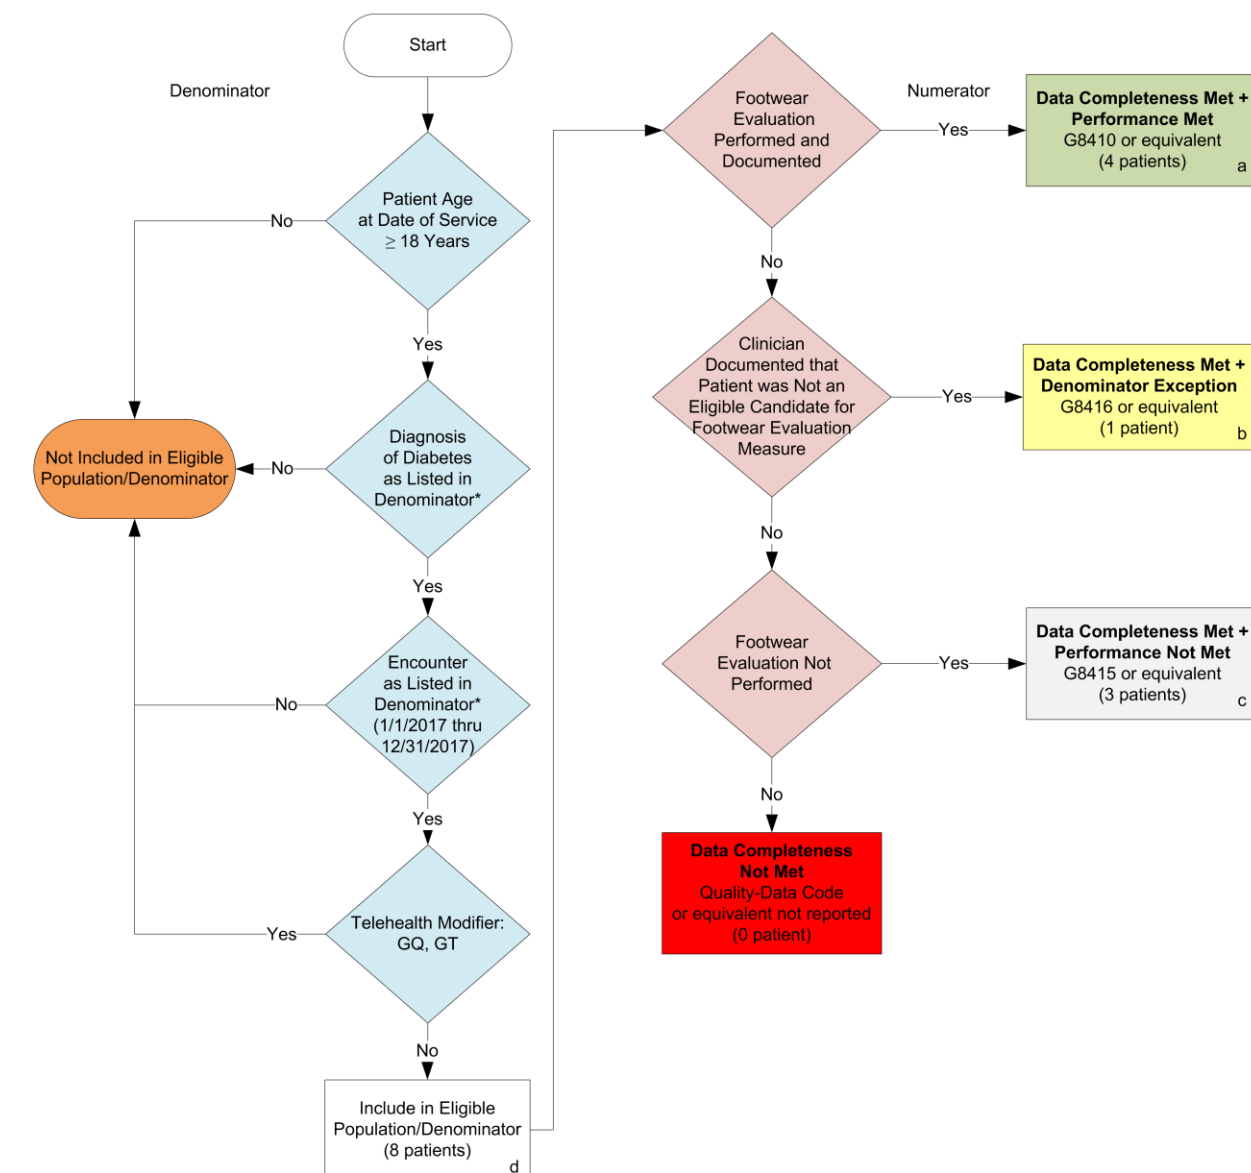 Start
Denominator
Patient Age
at Date of Service
≥ 18 Years
No
Yes
Diagnosis
of Diabetes
as Listed in
Denominator*
No
Not Included in Eligible
Population/Denominator
Yes
Encounter
as Listed in
Denominator*
(1/1/2017 thru
12/31/2017)
No
Yes
Telehealth Modifier:
GQ, GT
Yes
No
Include in Eligible
Population/Denominator
(8 patients)
d
Footwear
Evaluation
Performed and
Documented
Numerator
Yes
Data Completeness Met +
Performance Met
G8410 or equivalent
(4 patients)
a
No
Clinician
Documented that
Patient was Not an
Eligible Candidate for
Footwear Evaluation
Measure
Yes
Data Completeness Met +
Denominator Exception
G8416 or equivalent
(1 patient)
b
No
Footwear
Evaluation Not
Performed
Yes
Data Completeness Met +
Performance Not Met
G8415 or equivalent
(3 patients)
c
No
Data Completeness
Not Met
Quality-Data Code
or equivalent not reported
(0 patient)